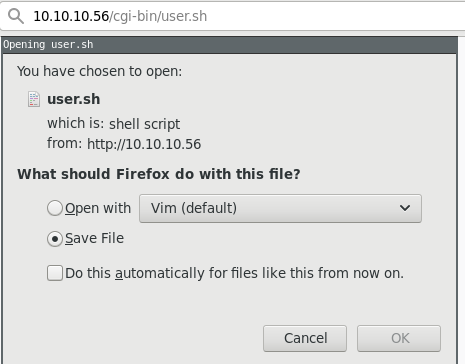 10.10.10.56/cgi-bin/user.sh
Opening user.sh
You have chosen to open:
user.sh
which is: shell script
from: http://10.10.10.56
What should Firefox do with this file?
Open with Vim (default)
Save File
Do this automatically for files like this from now on.
Cancel OK